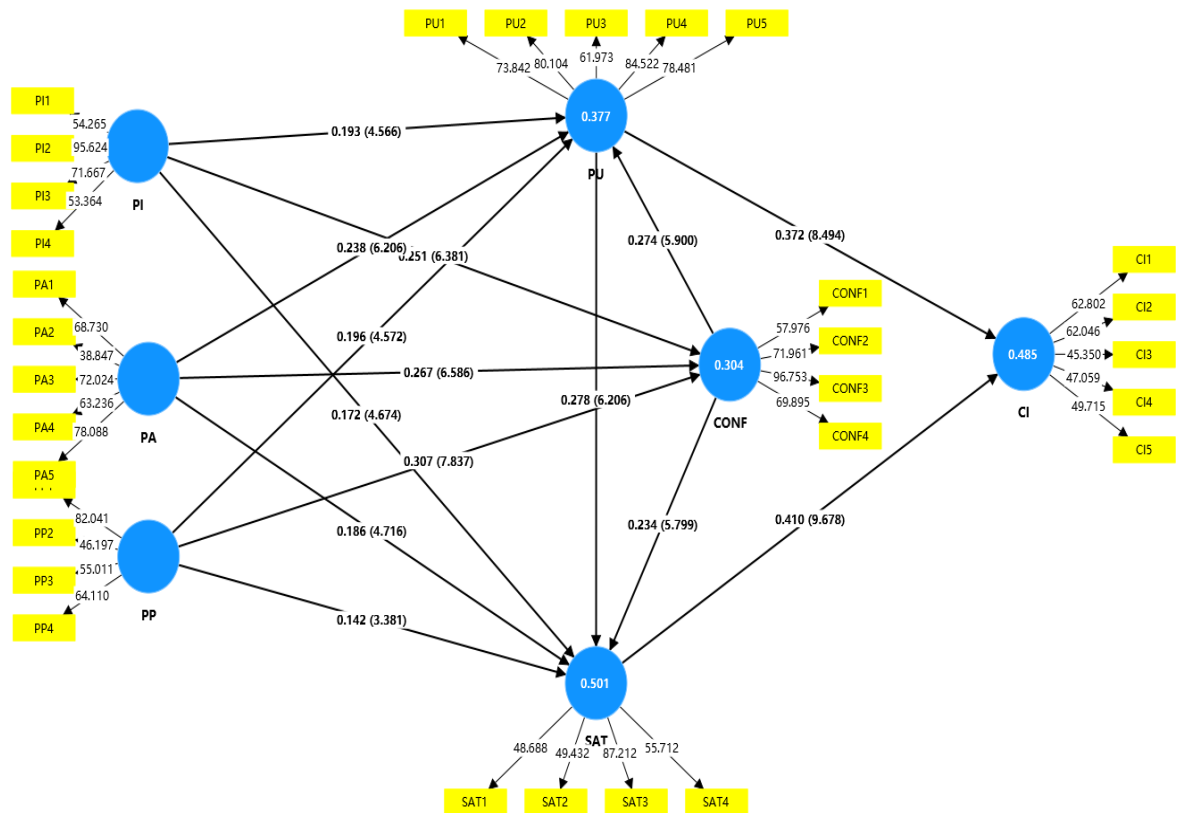 PU1
PU2
PU3
PU4
PU5
73.842
80.104
61.973
84.522
78.481
0.377
PU
PI1
PI2
PI3
PI4
54.265
95.624
71.667
53.364
PI
0.193 (4.566)
0.238 (6.206)
0.251 (6.381)
0.274 (5.900)
0.372 (8.494)
PA1
PA2
PA3
PA4
PA5
68.730
38.847
72.024
63.236
78.088
PA
0.196 (4.572)
0.267 (6.586)
0.172 (4.674)
0.278 (6.206)
0.304
CONF
CONF1
CONF2
CONF3
CONF4
57.976
71.961
96.753
69.895
0.485
CI
CI1
CI2
CI3
CI4
CI5
62.802
62.046
45.350
47.059
49.715
0.307 (7.837)
0.186 (4.716)
0.234 (5.799)
0.410 (9.678)
PP2
PP3
PP4
82.041
46.197
55.011
64.110
PP
0.142 (3.381)
0.501
SAT
48.688
49.432
87.212
55.712
SAT1
SAT2
SAT3
SAT4